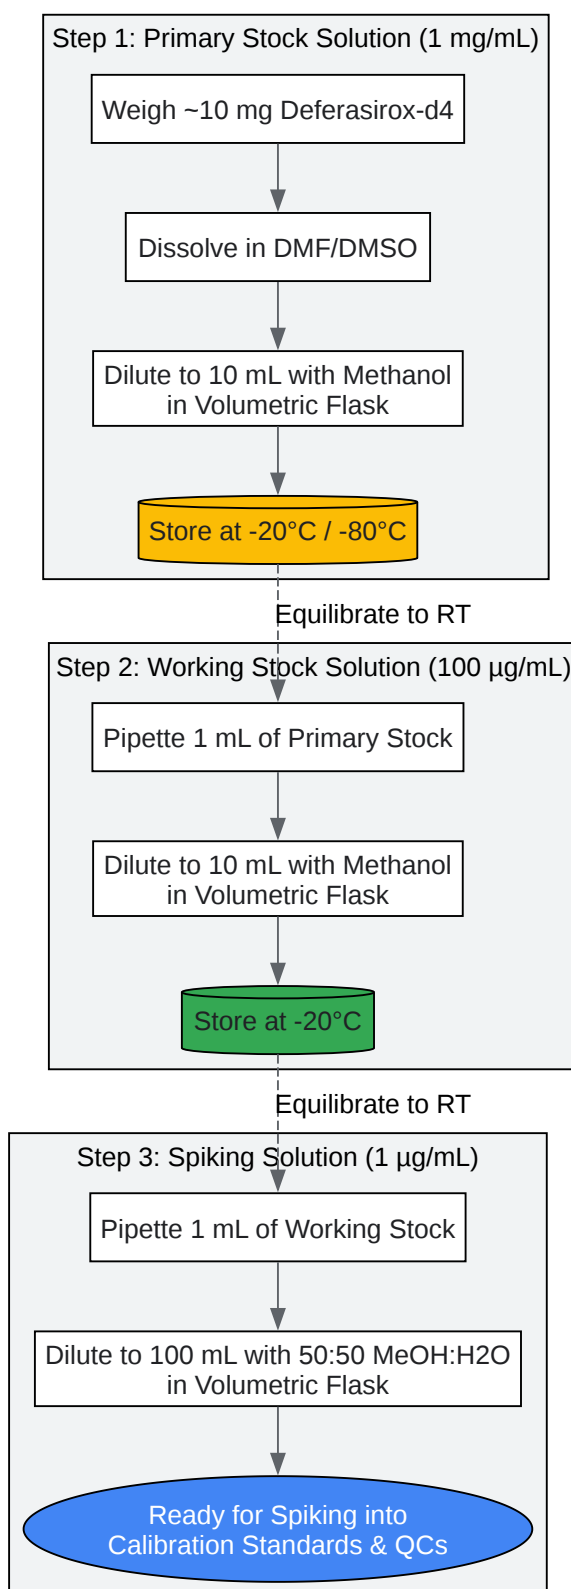 Step 1: Primary Stock Solution (1 mg/mL)
Weigh ~10 mg Deferasirox-d4
Dissolve in DMF/DMSO
Dilute to 10 mL with Methanol
in Volumetric Flask
Store at -20°C / -80°C
Equilibrate to RT
Step 2: Working Stock Solution (100 µg/mL)
Pipette 1 mL of Primary Stock
Dilute to 10 mL with Methanol
in Volumetric Flask
Store at -20°C
Equilibrate to RT
Step 3: Spiking Solution (1 µg/mL)
Pipette 1 mL of Working Stock
Dilute to 100 mL with 50:50 MeOH:H2O
in Volumetric Flask
Ready for Spiking into
Calibration Standards & QCs